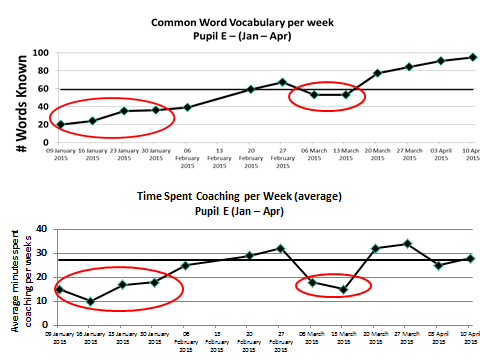 Common Word Vocabulary per week
Pupil E – (Jan – Apr)
# Words Known
100
80
60
40
20
0
09 January 16 January 23 January 30 January 06 13 20 27 06 March 13 March 20 March 27 March 03 April 10 Apr
2015 2015 2015 2015 February February February February 2015 2015 2015 2015 2015 2015
2015 2015 2015 2015
Time Spent Coaching per Week (average)
Pupil E (Jan – Apr)
Average minutes spent
coaching per weeks
40
30
20
10
0
09 January 16 January 23 January 30 January 06 13 20 27 06 March 13 March 20 March 27 March 03 April 10 Apr
2015 2015 2015 2015 February February February February 2015 2015 2015 2015 2015 2015
2015 2015 2015 2015